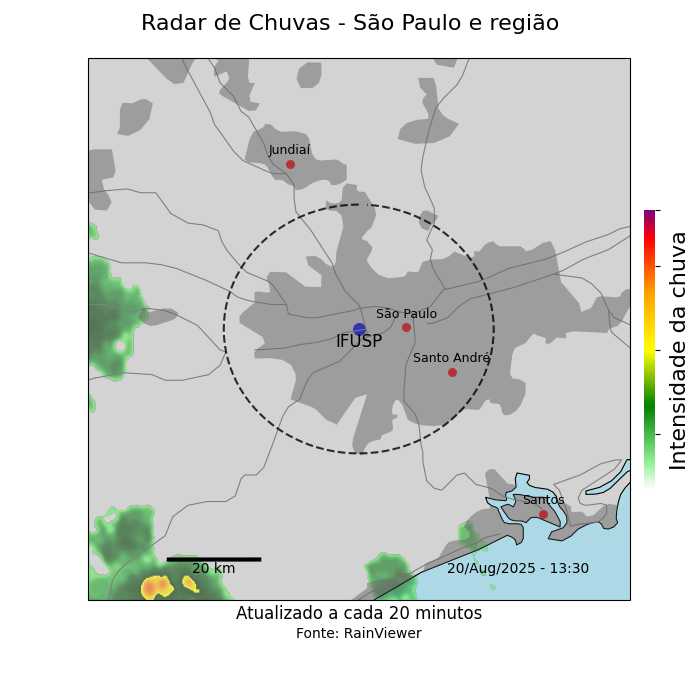 Radar de Chuvas - São Paulo e região
Jundiaí
São Paulo
IFUSP
Santo André
Santos
20 km
20/Aug/2025 - 13:30
Intensidade da chuva
Atualizado a cada 20 minutos
Fonte: RainViewer